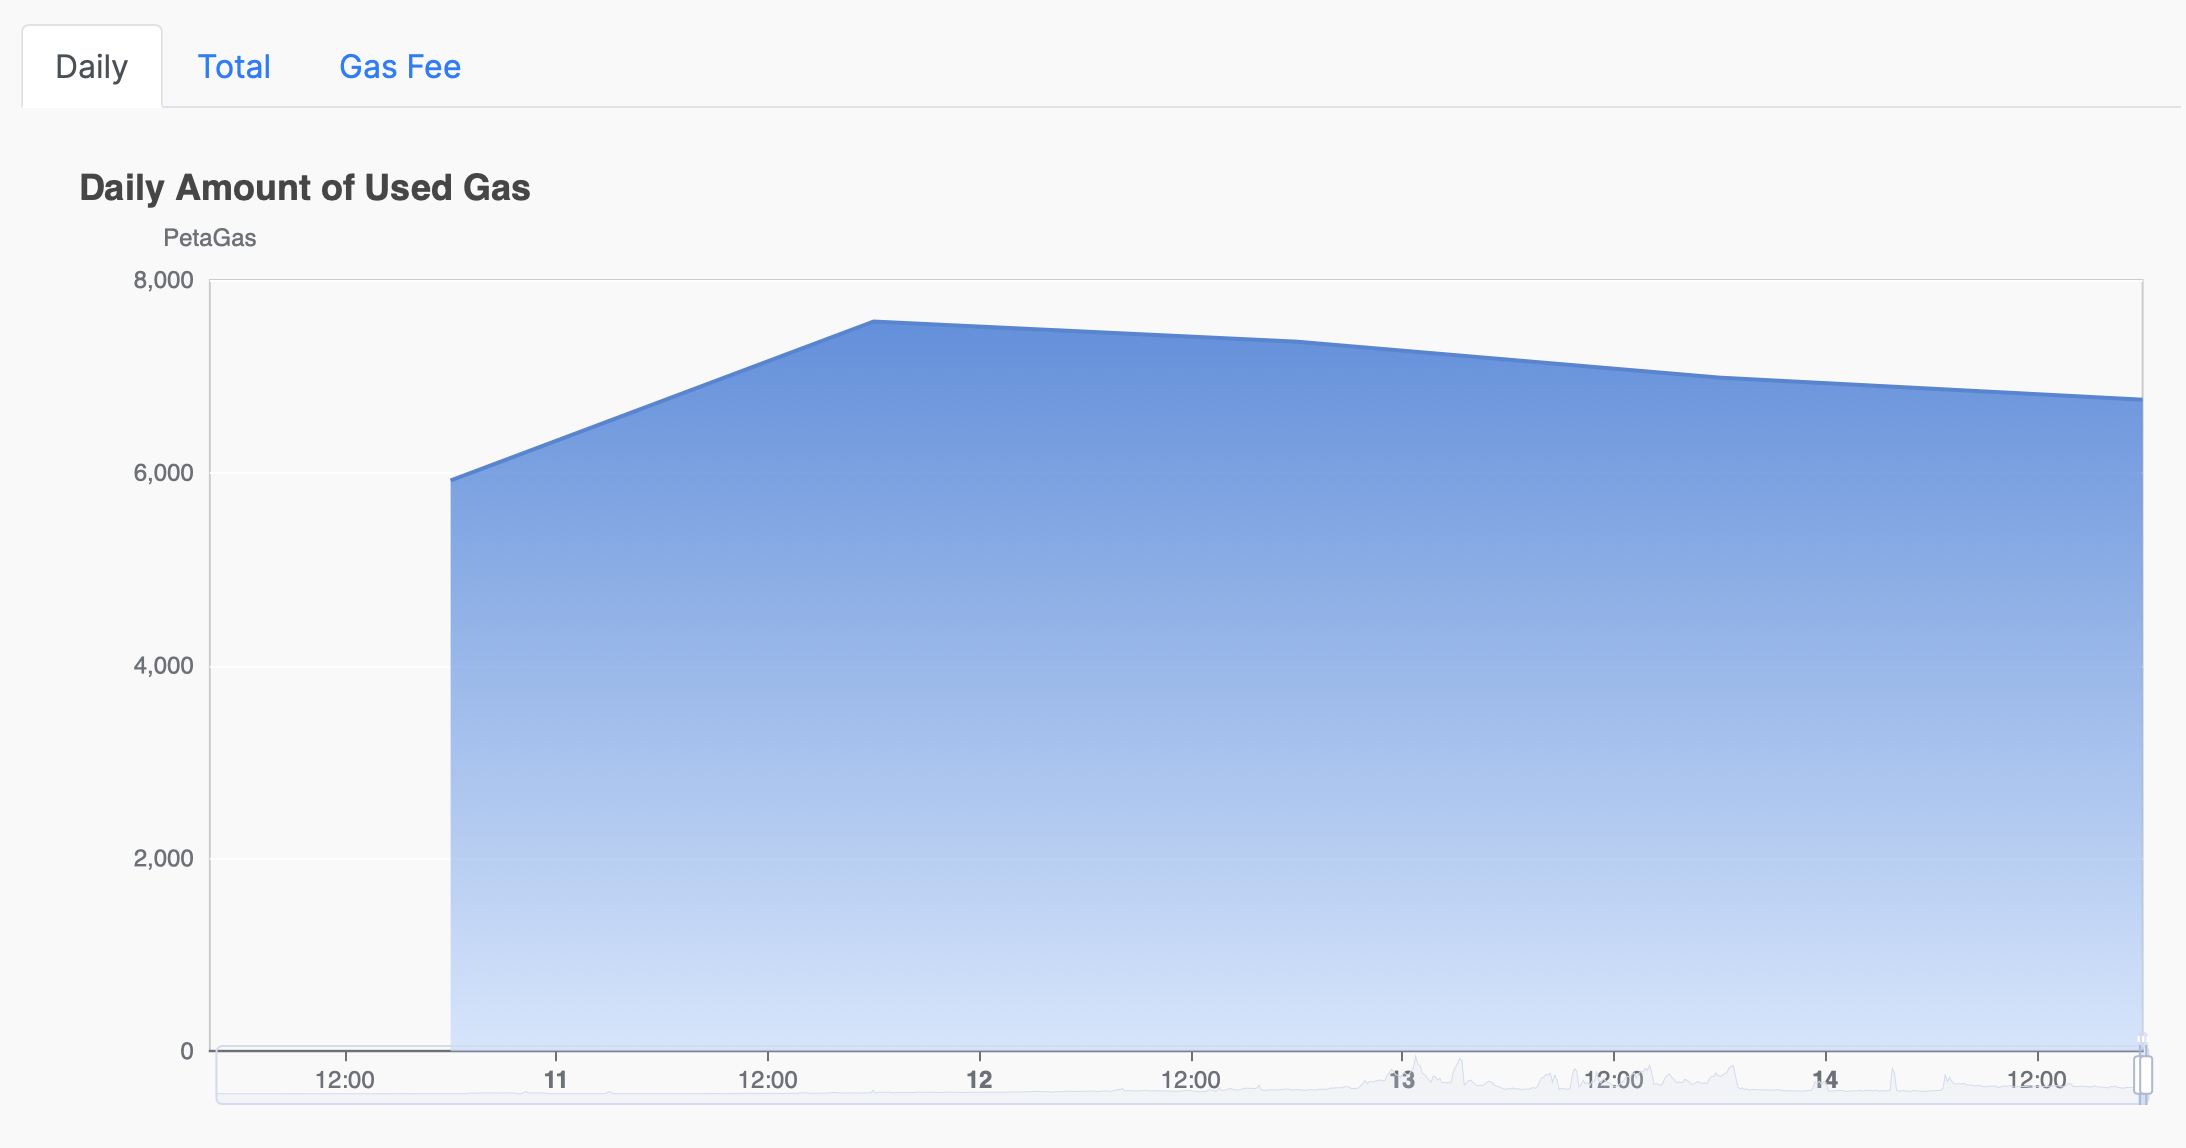 Daily Total Gas Fee
Daily Amount of Used Gas
PetaGas
8,000
6,000
4,000
2,000
0
12:00 11 12:00 12 12:00 13 12:00 14 12:00